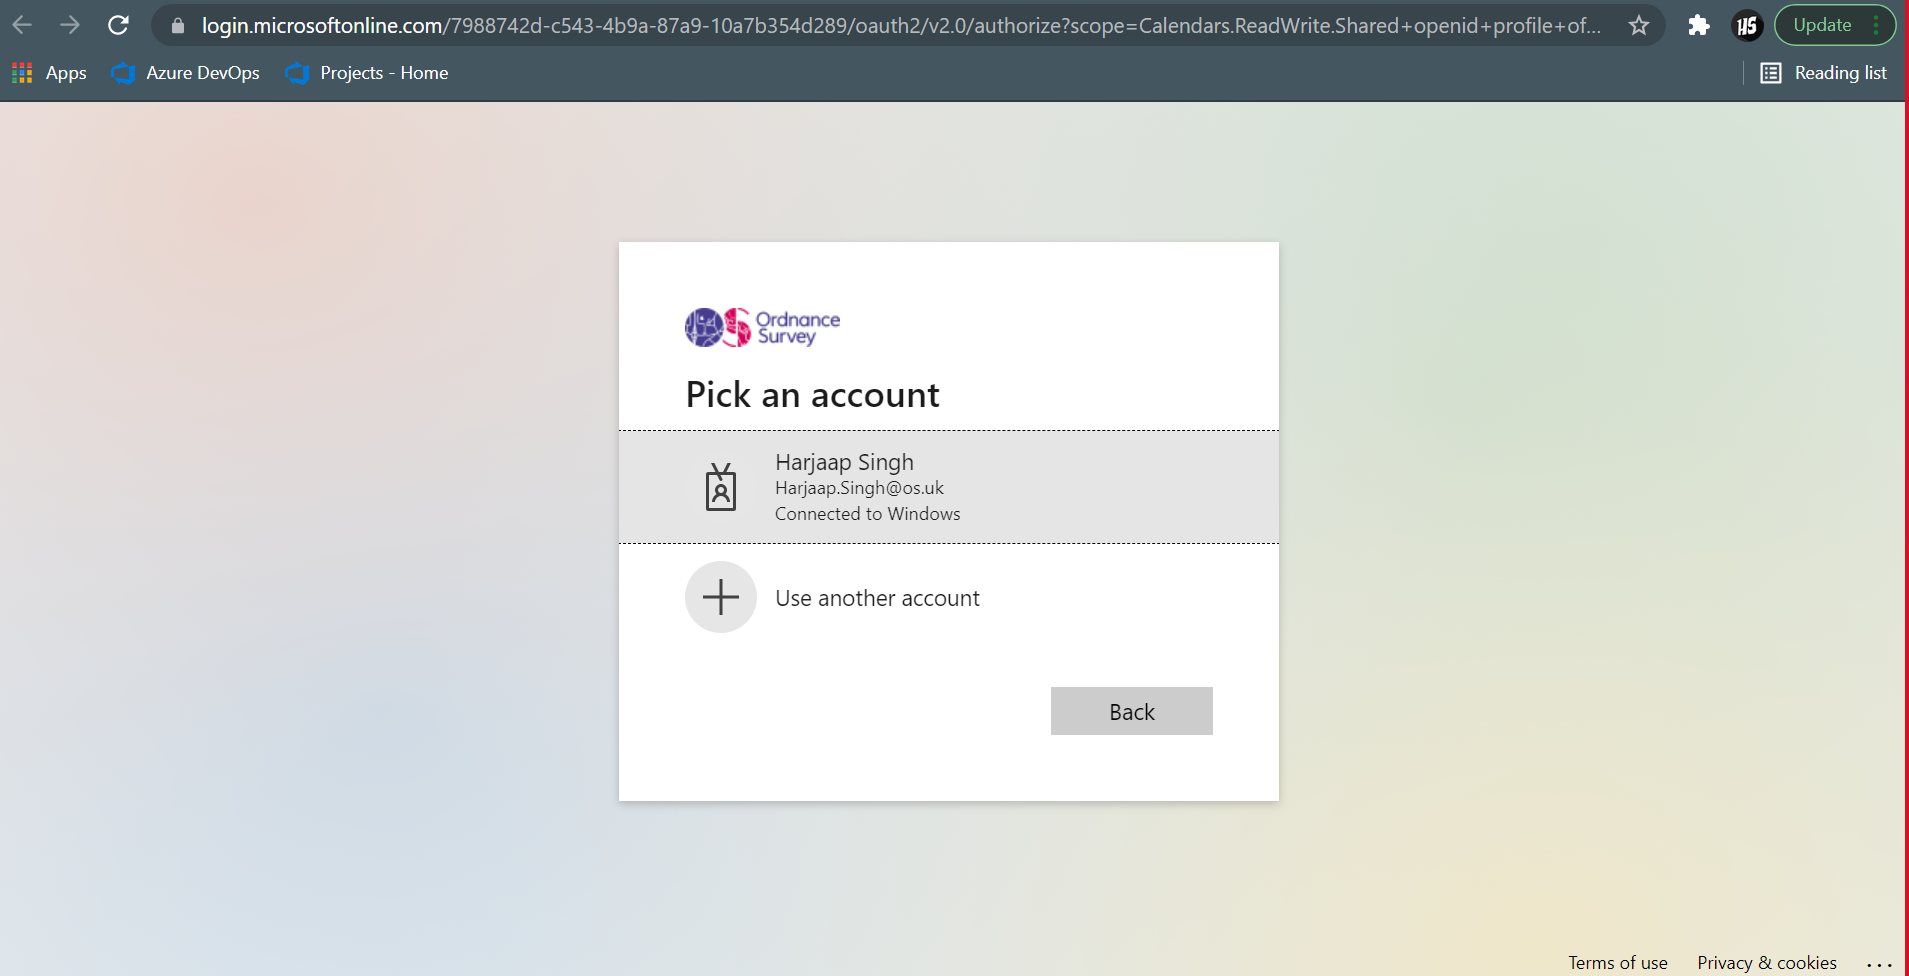 login.microsoftonline.com/7988742d-c543-4b9a-87a9-10a7b354d289/oauth2/v2.0/authorize?scope=Calendars.ReadWrite.Shared+openid+profile+of...
HS
Update
Apps
Azure DevOps
Projects - Home
Reading list
Ordnance
Survey
Pick an account
Harjaap Singh
Harjaap.Singh@os.uk
Connected to Windows
Use another account
Back
Terms of use
Privacy & cookies
...